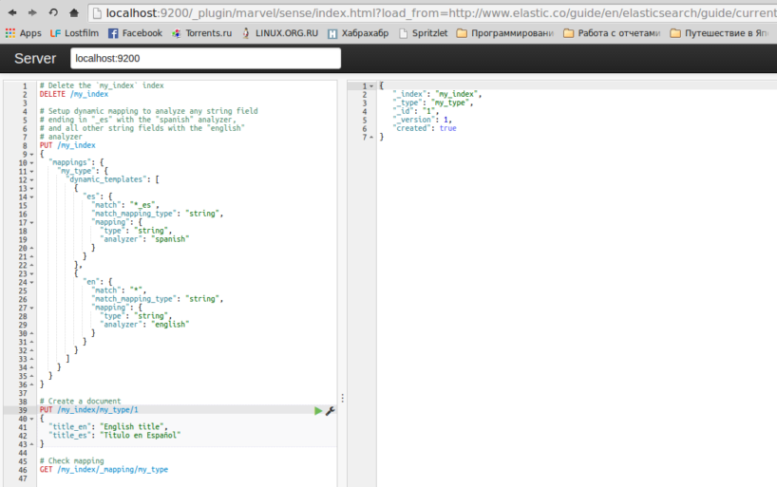 localhost:9200/_plugin/marvel/sense/index.html?load_from=http://www.elastic.co/guide/en/elasticsearch/guide/current
Apps LF Lostfilm Facebook Torrents.ru LINUX.ORG.RU H Хабрахабр Spritzlet Программировани Работа с отчетами Путешествие в Яп
Server localhost:9200
1 # Delete the `my_index` index
2 DELETE /my_index
3
4 # Setup dynamic mapping to analyze any string field
5 # ending in "_es" with the "spanish" analyzer,
6 # and all other string fields with the "english"
7 # analyzer
8 PUT /my_index
9 {
10 "mappings": {
11 "my_type": {
12 "dynamic_templates": [
13 {
14 "es": {
15 "match": "*_es",
16 "match_mapping_type": "string",
17 "mapping": {
18 "type": "string",
19 "analyzer": "spanish"
20 }
21 }
22 },
23 {
24 "en": {
25 "match": "*",
26 "match_mapping_type": "string",
27 "mapping": {
28 "type": "string",
29 "analyzer": "english"
30 }
31 }
32 }
33 ]
34 }
35 }
36 }
37
38 # Create a document
39 PUT /my_index/my_type/1
40 {
41 "title_en": "English title",
42 "title_es": "Título en Español"
43 }
44
45 # Check mapping
46 GET /my_index/_mapping/my_type
47
1 {
2 "_index": "my_index",
3 "_type": "my_type",
4 "_id": "1",
5 "_version": 1,
6 "created": true
7 }